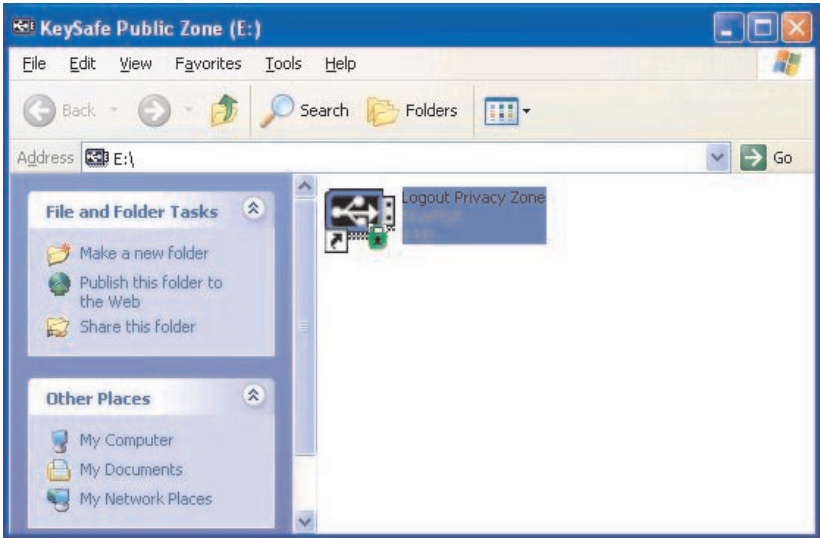 KeySafe Public Zone (E:)
File Edit View Favorites Tools Help
Back Search Folders
Address E:\ Go
File and Folder Tasks
Make a new folder
Publish this folder to
the Web
Share this folder
Other Places
My Computer
My Documents
My Network Places
Logout Privacy Zone
Shortcut